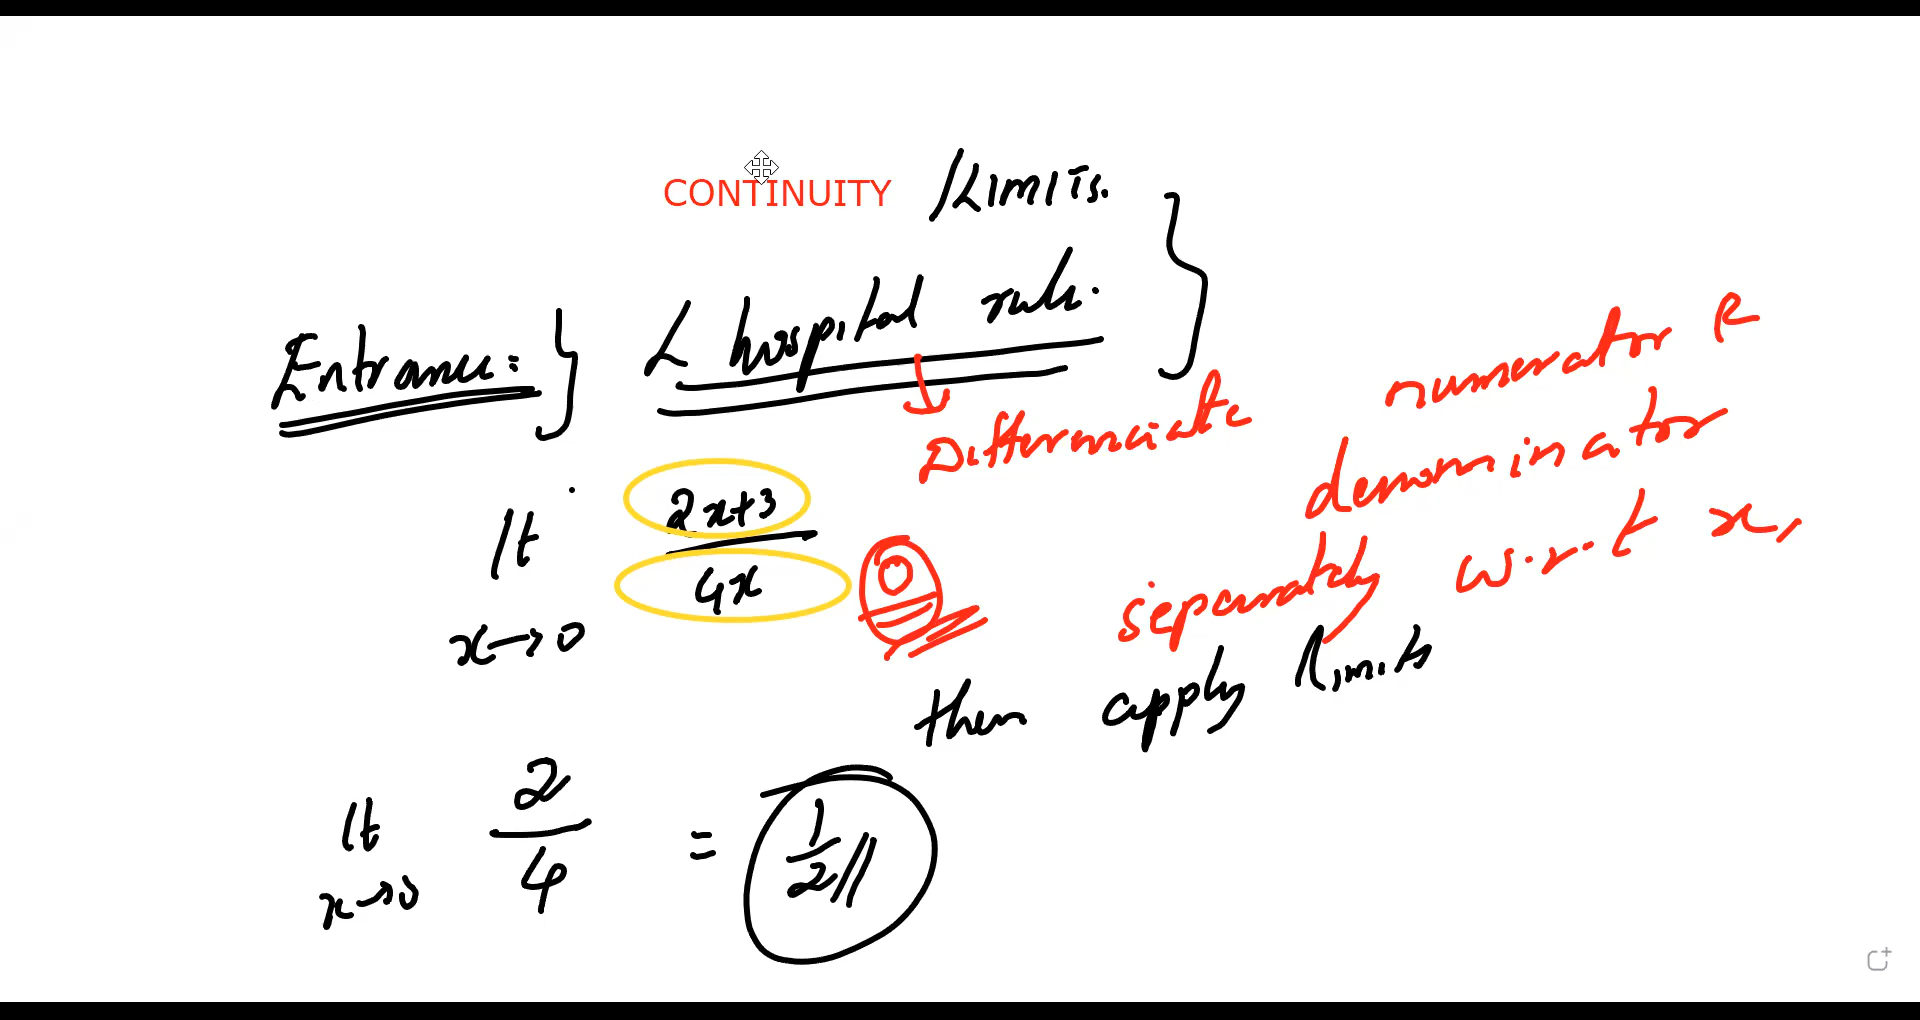 CONTINUITY /LIMITS.
Entrance: } L hospital rule. }
Differenciate numerator &
denominator
separately w.r.t x,
then apply limits
lt 2x+3
4x
x→0
0
lt 2
4 = 1
2 //
x→0